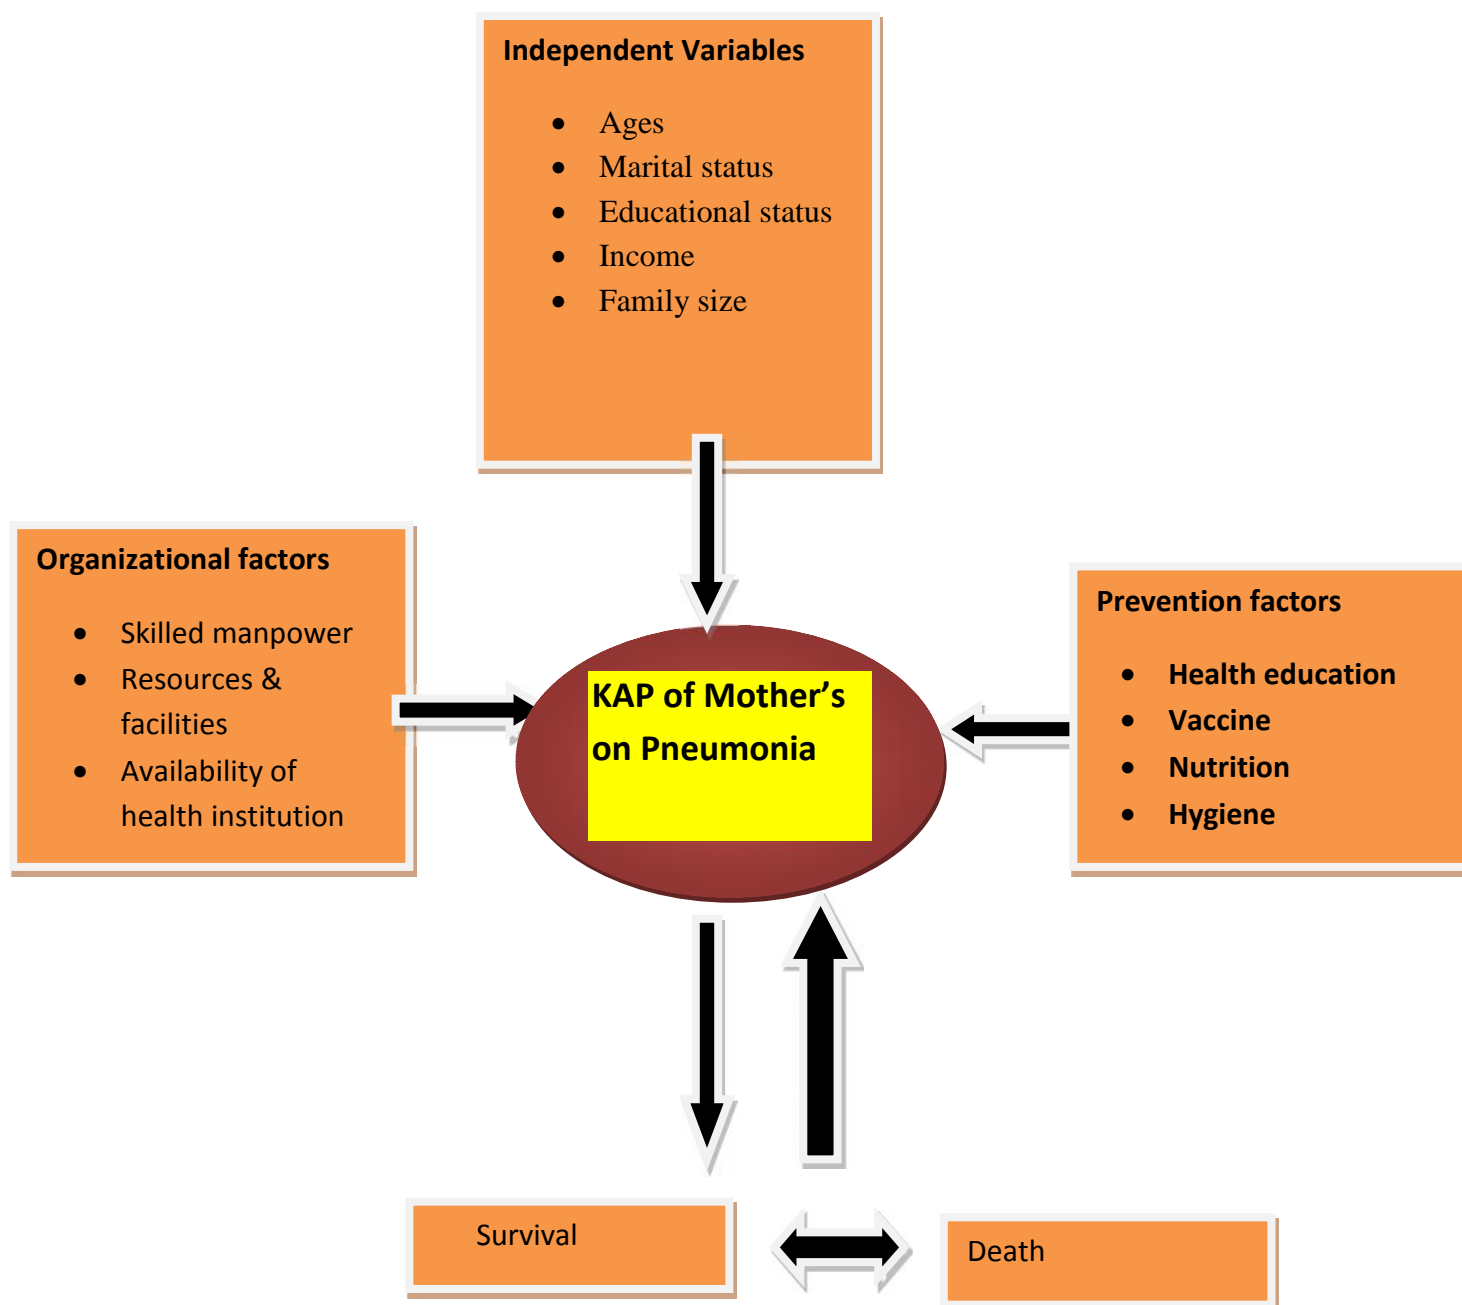 Independent Variables
• Ages
• Marital status
• Educational status
• Income
• Family size
Organizational factors
• Skilled manpower
• Resources &
facilities
• Availability of
health institution
KAP of Mother’s
on Pneumonia
Prevention factors
• Health education
• Vaccine
• Nutrition
• Hygiene
Survival
Death